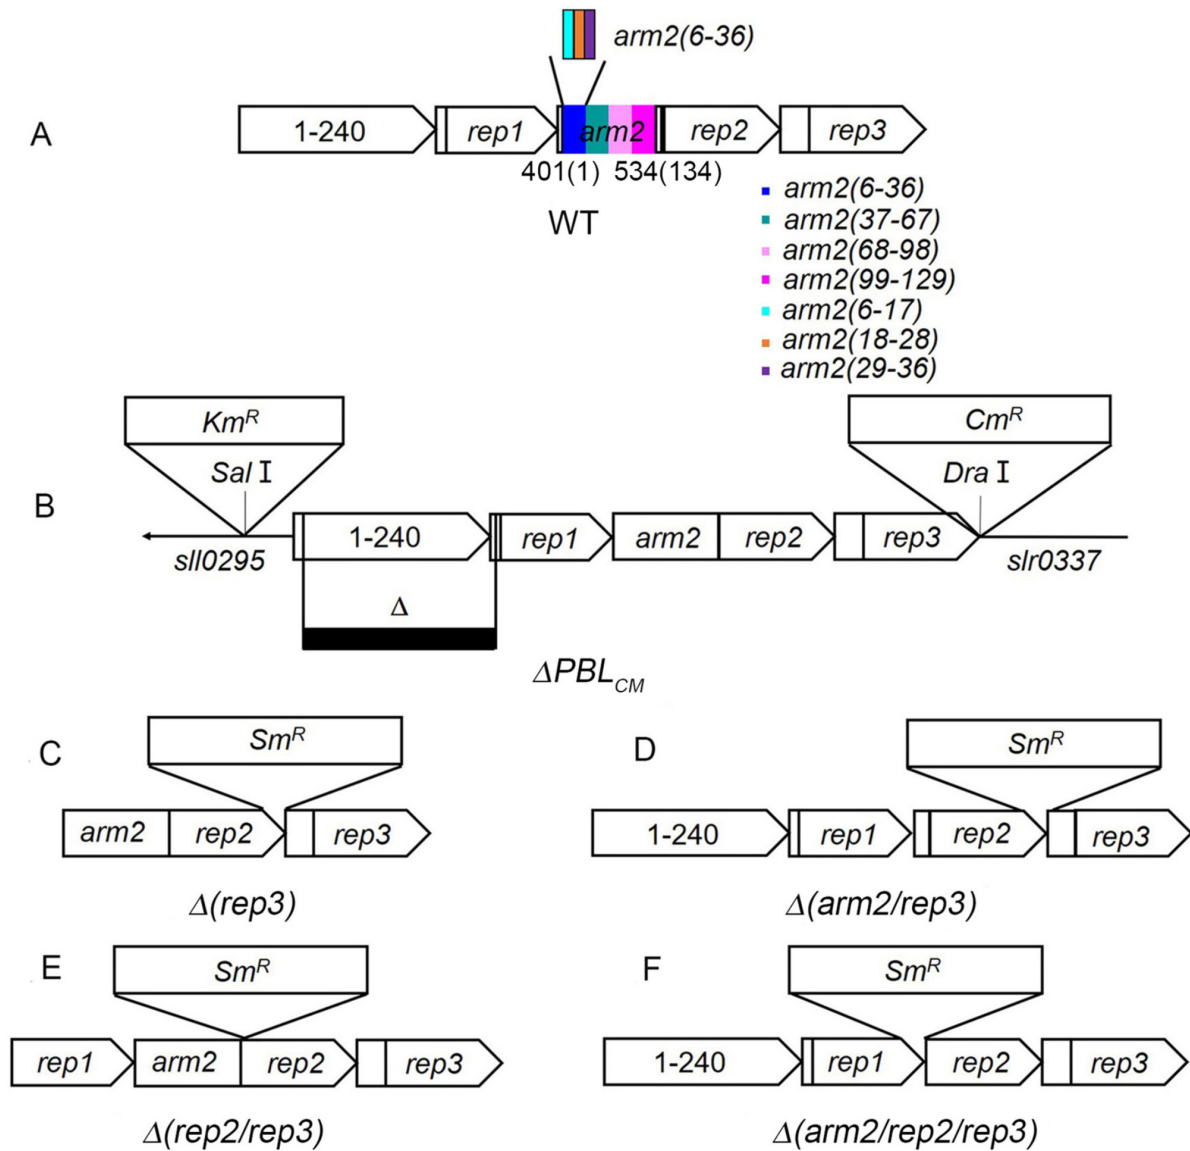 arm2(6-36)
A
1-240
rep1
arm2
rep2
rep3
401(1) 534(134)
WT
arm2(6-36)
arm2(37-67)
arm2(68-98)
arm2(99-129)
arm2(6-17)
arm2(18-28)
arm2(29-36)
Km^R
Cm^R
Sal I
Dra I
B
1-240
rep1
arm2
rep2
rep3
sll0295
slr0337
Δ
ΔPBL_CM
C
Sm^R
arm2
rep2
rep3
Δ(rep3)
D
Sm^R
1-240
rep1
rep2
rep3
Δ(arm2/rep3)
E
Sm^R
rep1
arm2
rep2
rep3
Δ(rep2/rep3)
F
Sm^R
1-240
rep1
rep2
rep3
Δ(arm2/rep2/rep3)